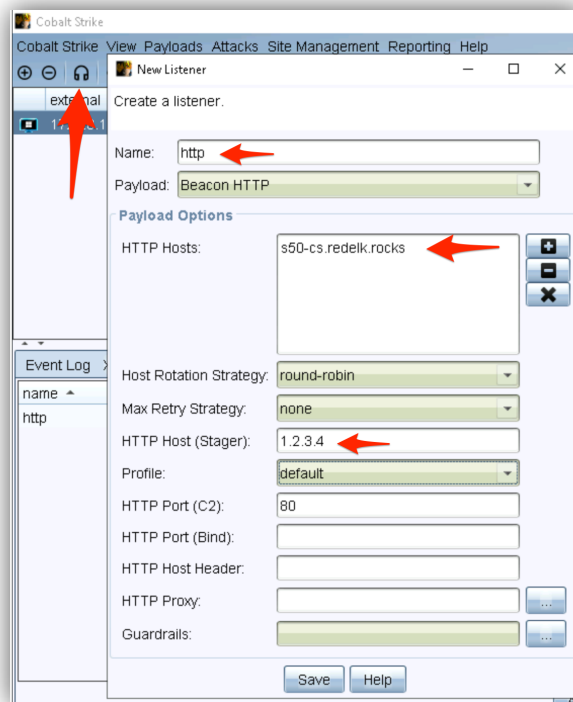 Cobalt Strike
Cobalt Strike View Payloads Attacks Site Management Reporting Help
New Listener
external
Create a listener.
Name: http
Payload: Beacon HTTP
Payload Options
HTTP Hosts: s50-cs.redelk.rocks
Event Log X
name
http
Host Rotation Strategy: round-robin
Max Retry Strategy: none
HTTP Host (Stager): 1.2.3.4
Profile: default
HTTP Port (C2): 80
HTTP Port (Bind):
HTTP Host Header:
HTTP Proxy: ...
Guardrails: ...
Save Help